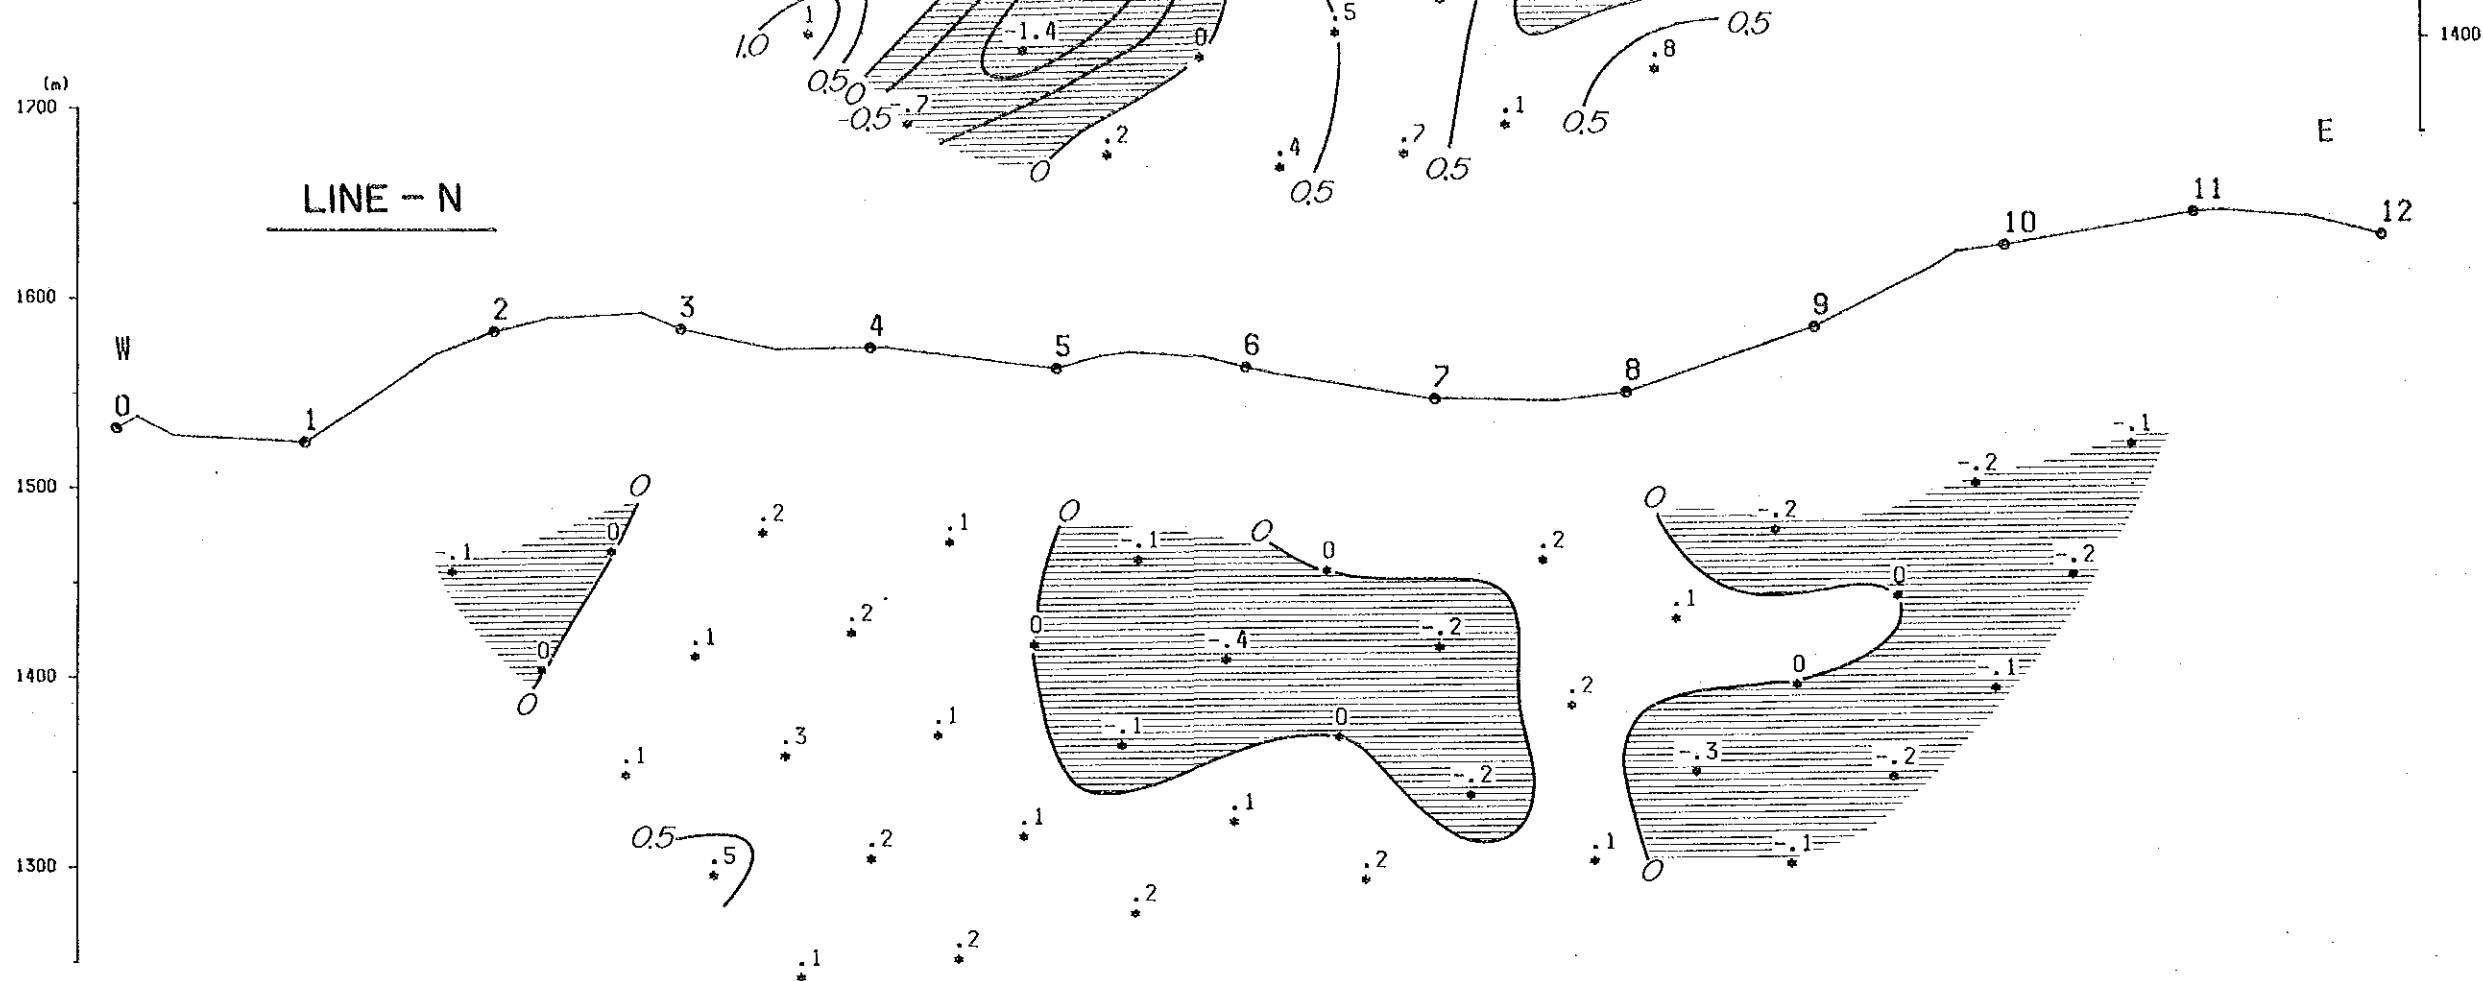 1 .5 0.5
1.0 -1.4 0 .8 1400
(m) 0.5 0
1700 -0.5 -.7 .1 0.5 E
.2 .4 .7
0 0.5 0.5
LINE - N 11
10 12
1600 2 3 9
W 4 5 6
0 1 7 8
-.1
1500 0 0 0 -.2
.2 .1 0 -.2
0 -.1 0 .2
-.1 -.2
0
.2 0 .1
.1 -.4 -.2
0 0 -.1
1400 0 .2
.3 .1 -.1 0
.1 -.3 -.2
-.2
.1 .1
0.5 .2 .1 -.1
1300 .5 .2 0
.2
.2
.1